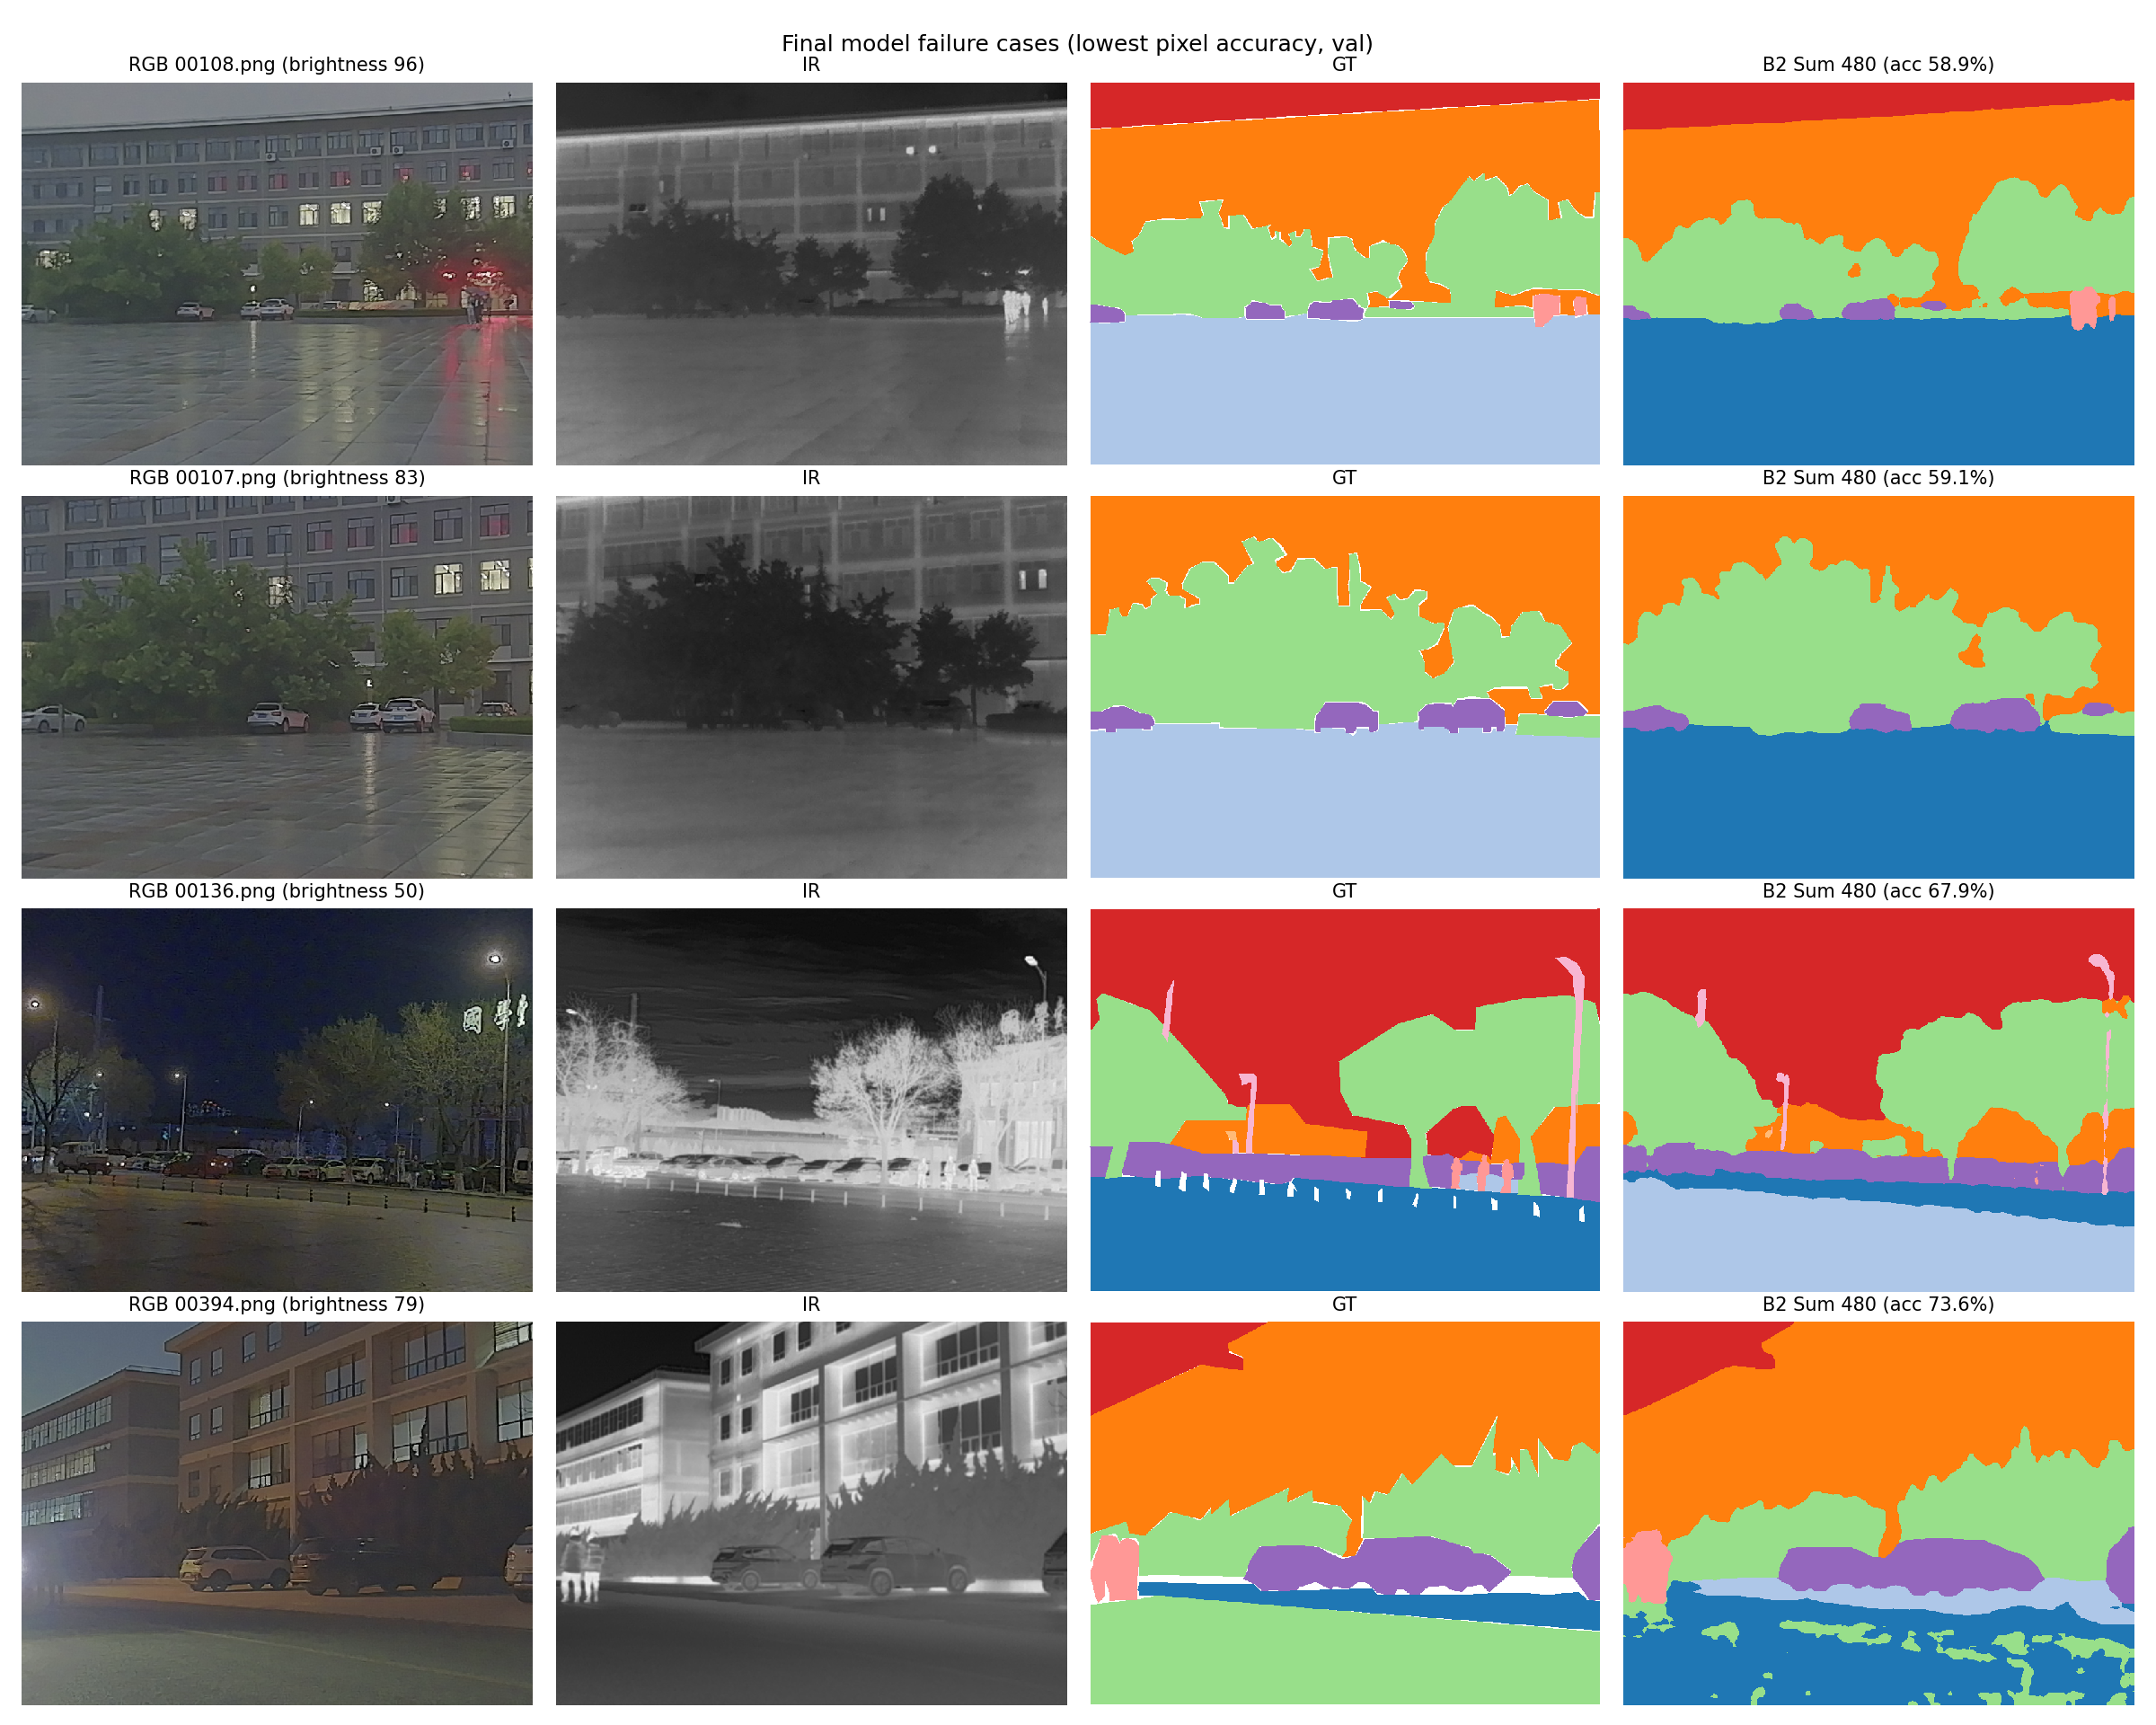 Final model failure cases (lowest pixel accuracy, val)
RGB 00108.png (brightness 96)
IR
GT
B2 Sum 480 (acc 58.9%)
RGB 00107.png (brightness 83)
IR
GT
B2 Sum 480 (acc 59.1%)
RGB 00136.png (brightness 50)
IR
GT
B2 Sum 480 (acc 67.9%)
國學
RGB 00394.png (brightness 79)
IR
GT
B2 Sum 480 (acc 73.6%)